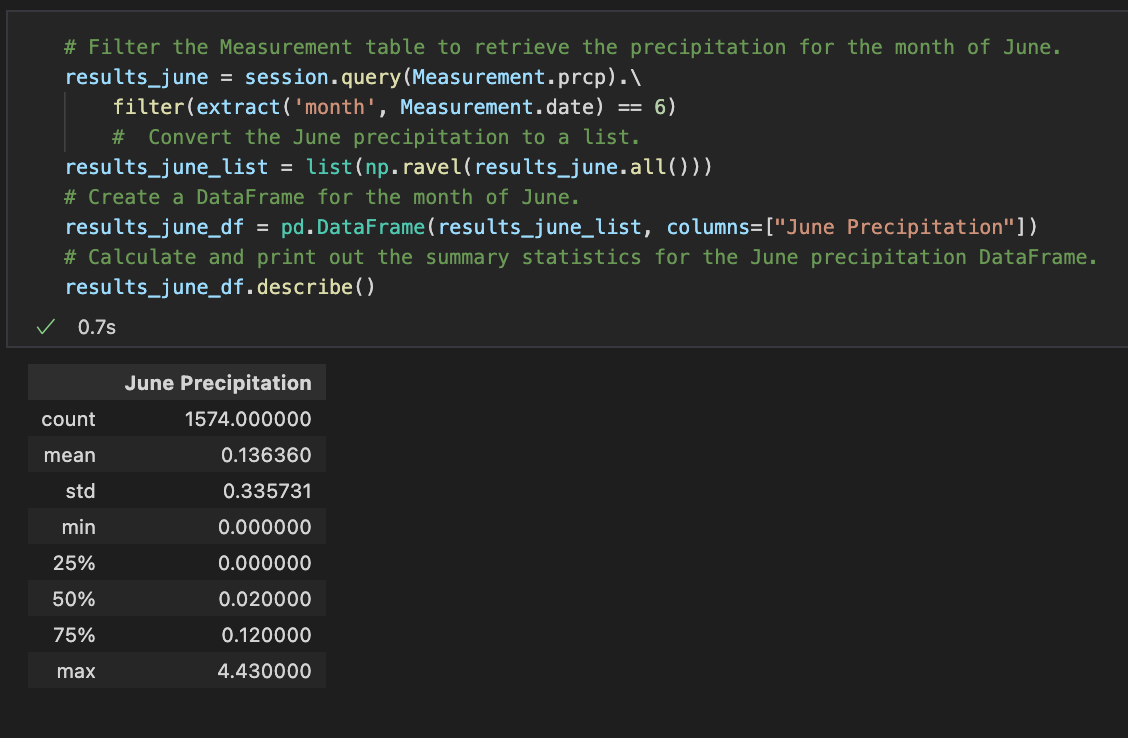 # Filter the Measurement table to retrieve the precipitation for the month of June.
results_june = session.query(Measurement.prcp).\
    filter(extract('month', Measurement.date) == 6)
    #  Convert the June precipitation to a list.
results_june_list = list(np.ravel(results_june.all()))
# Create a DataFrame for the month of June.
results_june_df = pd.DataFrame(results_june_list, columns=["June Precipitation"])
# Calculate and print out the summary statistics for the June precipitation DataFrame.
results_june_df.describe()
✓ 0.7s
June Precipitation
count 1574.000000
mean 0.136360
std 0.335731
min 0.000000
25% 0.000000
50% 0.020000
75% 0.120000
max 4.430000